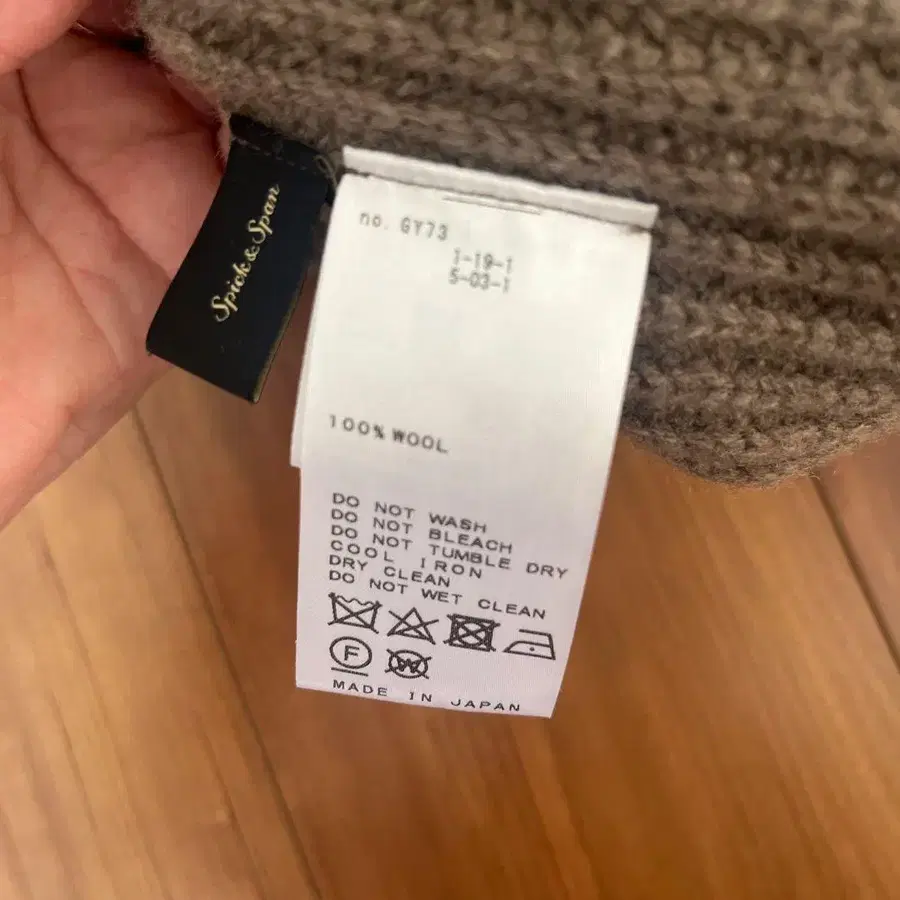 Spick & Span
no. GY73
1-19-1
5-03-1
100% WOOL
DO NOT WASH
DO NOT BLEACH
DO NOT TUMBLE DRY
COOL IRON
DRY CLEAN
DO NOT WET CLEAN
F W
MADE IN JAPAN